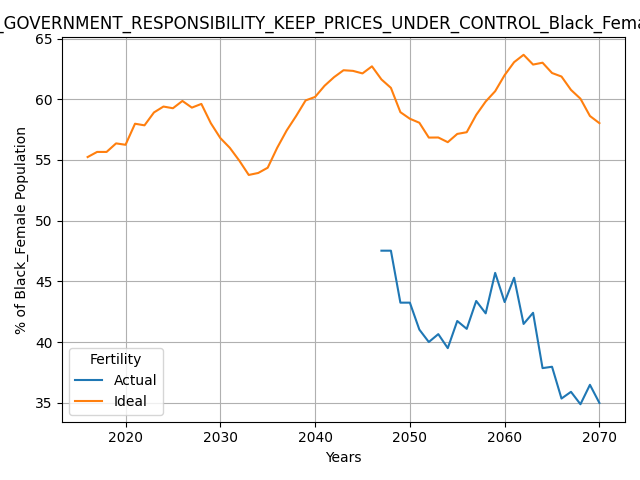 _GOVERNMENT_RESPONSIBILITY_KEEP_PRICES_UNDER_CONTROL_Black_Fema
65
60
55
50
45
40
35
% of Black_Female Population
Fertility
Actual
Ideal
2020 2030 2040 2050 2060 2070
Years